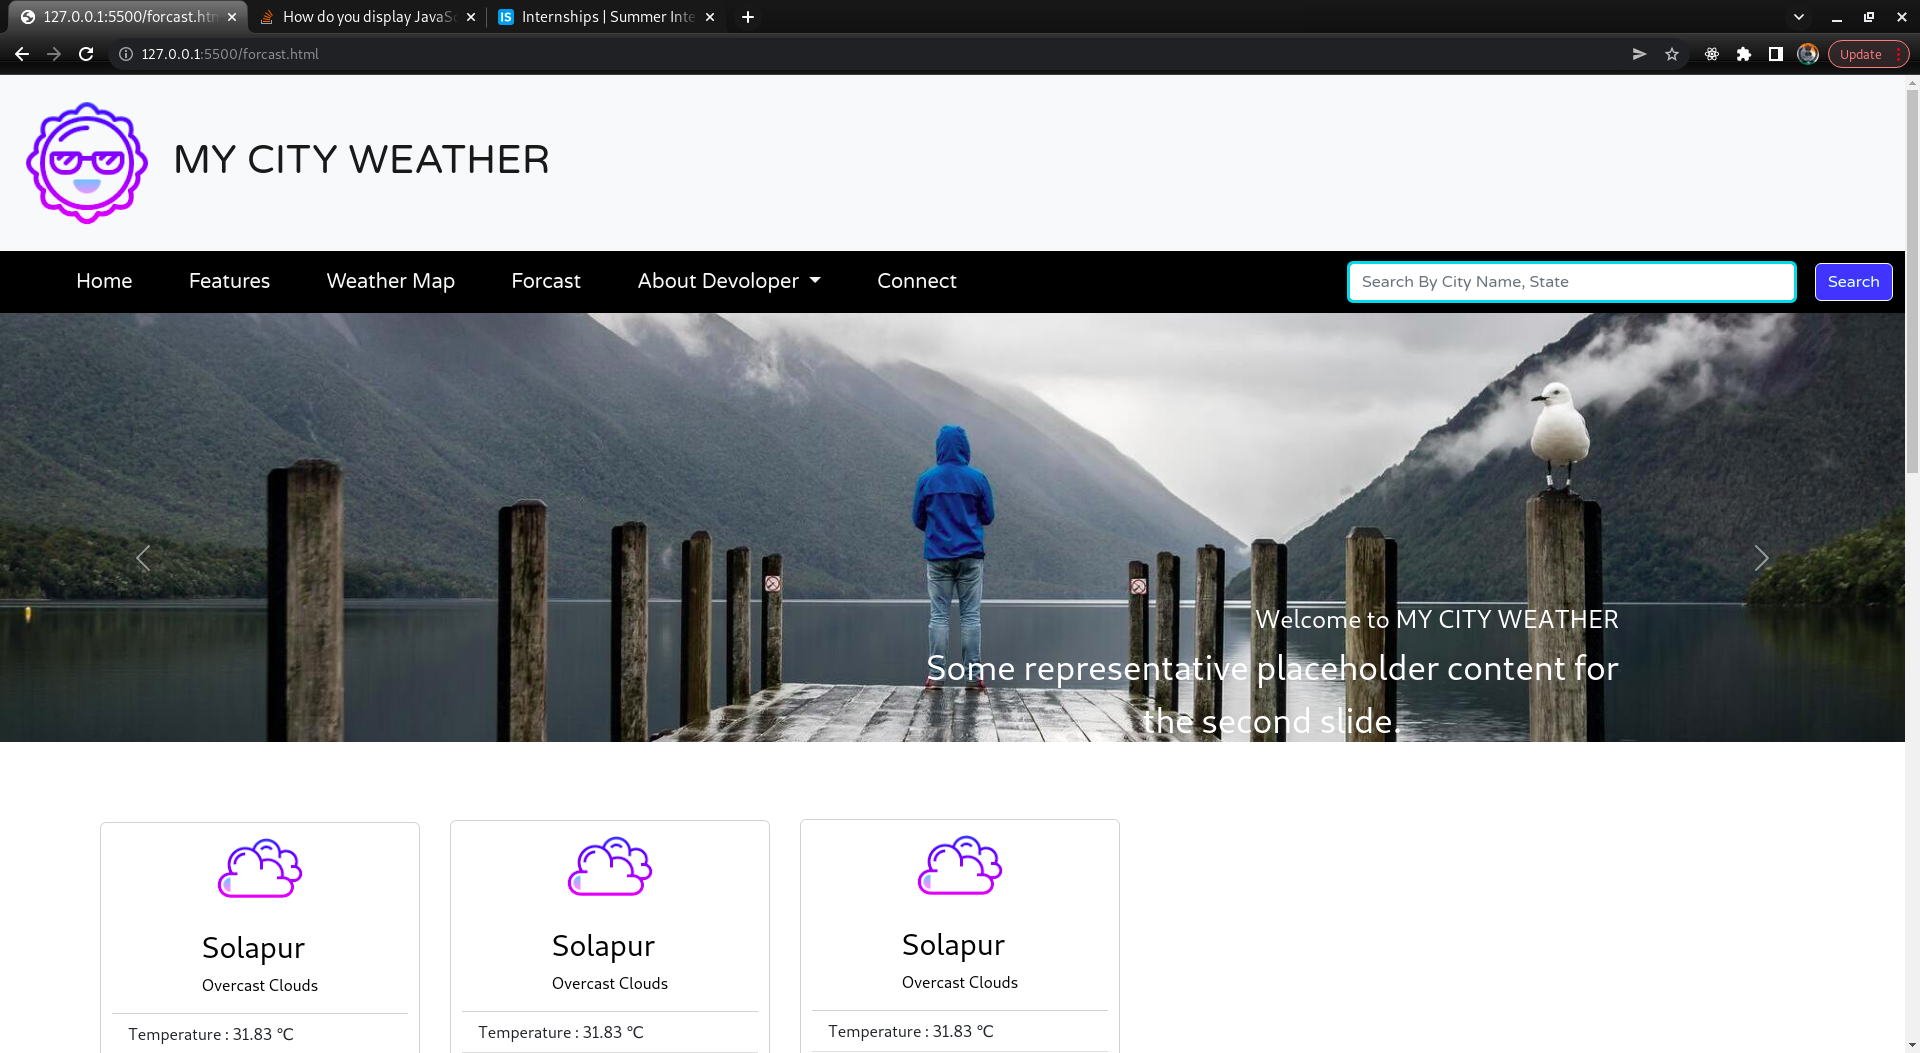 127.0.0.1:5500/forcast.htm
How do you display JavaSc
IS
Internships | Summer Inte
127.0.0.1:5500/forcast.html
Update
MY CITY WEATHER
Home Features Weather Map Forcast About Devoloper Connect
Search By City Name, State
Search
Welcome to MY CITY WEATHER
Some representative placeholder content for
the second slide.
Solapur
Overcast Clouds
Temperature : 31.83 °C
Solapur
Overcast Clouds
Temperature : 31.83 °C
Solapur
Overcast Clouds
Temperature : 31.83 °C